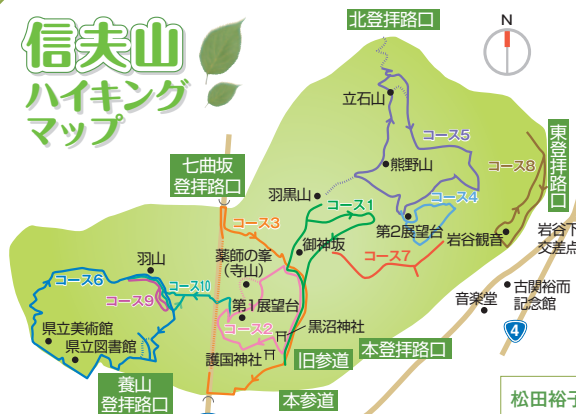 信夫山
ハイキング
マップ
北登拝路口
N
立石山
コース5
東登拝路口
七曲坂
登拝路口
熊野山
コース8
羽黒山
コース1
コース4
コース3
第2展望台
岩谷観音
岩谷下
交差点
御神坂
薬師の峯
(寺山)
コース7
羽山
コース6
コース10
コース9
第1展望台
古関裕而
記念館
音楽堂
県立美術館
コース2
黒沼神社
4
県立図書館
護国神社
旧参道
本登拝路口
養山
登拝路口
本参道
松田裕子